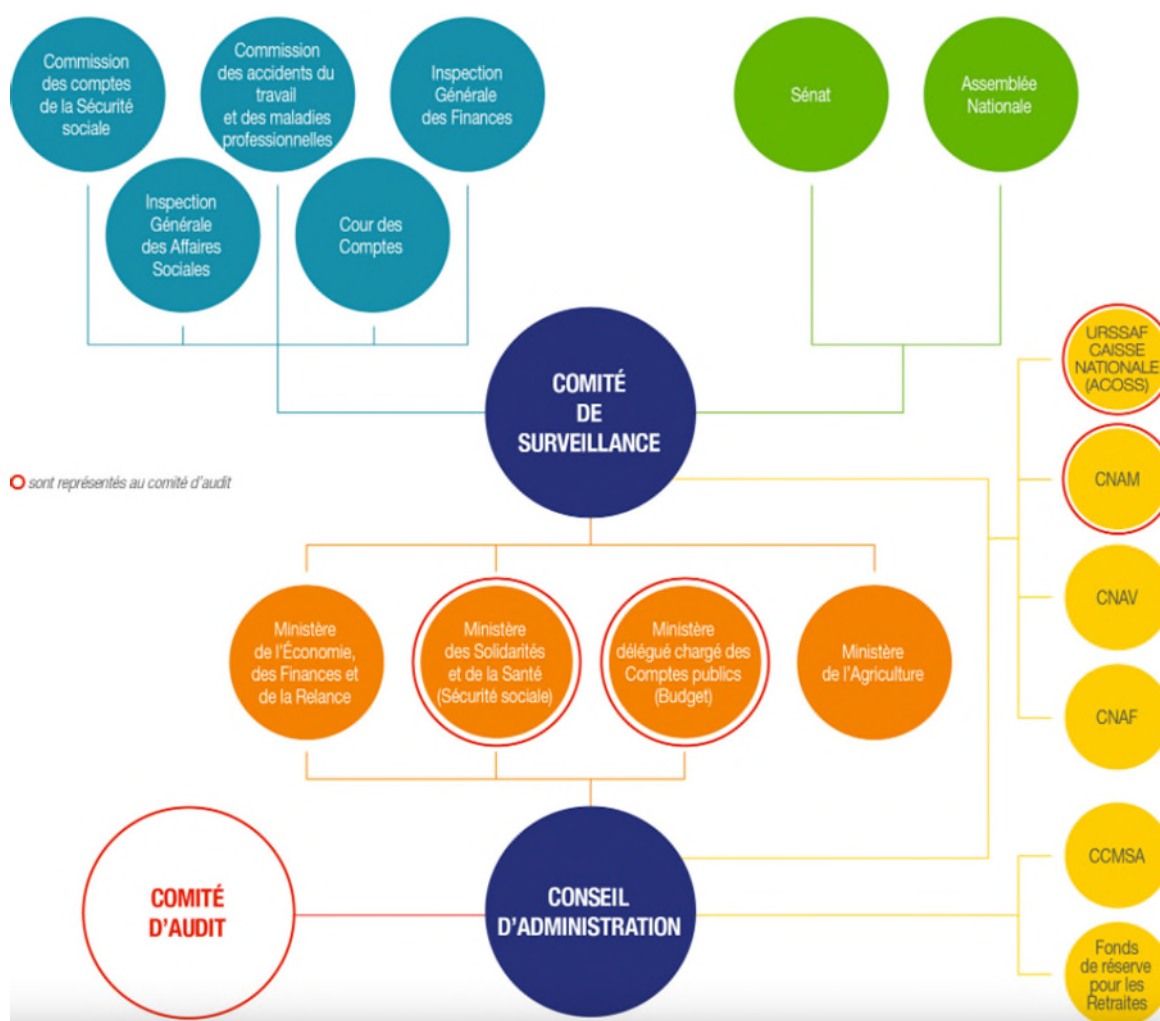 Commission
des comptes
de la Sécurité
sociale
Commission
des accidents du
travail
et des maladies
professionnelles
Inspection
Générale
des Finances
Inspection
Générale
des Affaires
Sociales
Cour des
Comptes
Sénat
Assemblée
Nationale
COMITÉ
DE
SURVEILLANCE
URSSAF
CAISSE
NATIONALE
(ACOSS)
CNAM
CNAV
CNAF
sont représentés au comité d'audit
Ministère
de l'Économie,
des Finances et
de la Relance
Ministère
des Solidarités
et de la Santé
(Sécurité sociale)
Ministère
délégué chargé des
Comptes publics
(Budget)
Ministère
de l'Agriculture
COMITÉ
D'AUDIT
CONSEIL
D'ADMINISTRATION
CCMSA
Fonds
de réserve
pour les
Retraites